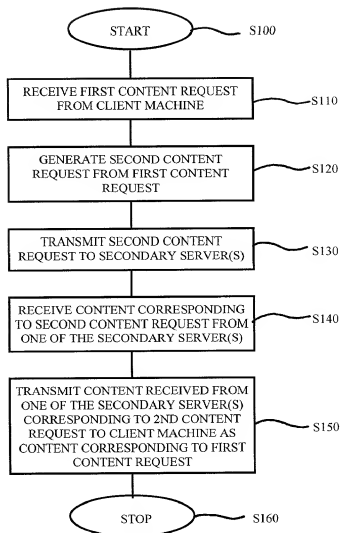 START
S100
RECEIVE FIRST CONTENT REQUEST
FROM CLIENT MACHINE
S110
GENERATE SECOND CONTENT
REQUEST FROM FIRST CONTENT
REQUEST
S120
TRANSMIT SECOND CONTENT
REQUEST TO SECONDARY SERVER(S)
S130
RECEIVE CONTENT CORRESPONDING
TO SECOND CONTENT REQUEST FROM
ONE OF THE SECONDARY SERVER(S)
S140
TRANSMIT CONTENT RECEIVED FROM
ONE OF THE SECONDARY SERVER(S)
CORRESPONDING TO 2ND CONTENT
REQUEST TO CLIENT MACHINE AS
CONTENT CORRESPONDING TO FIRST
CONTENT REQUEST
S150
STOP
S160